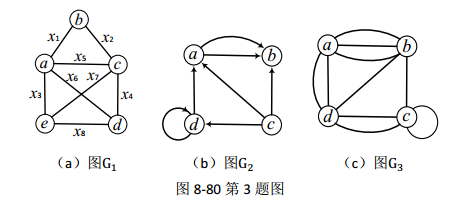 b
x₁ x₂
a x₅ c
x₆ x₇
x₃ x₄
e x₈ d
(a)图G₁
a b
d c
(b)图G₂
a b
d c
(c)图G₃
图 8-80 第 3 题图